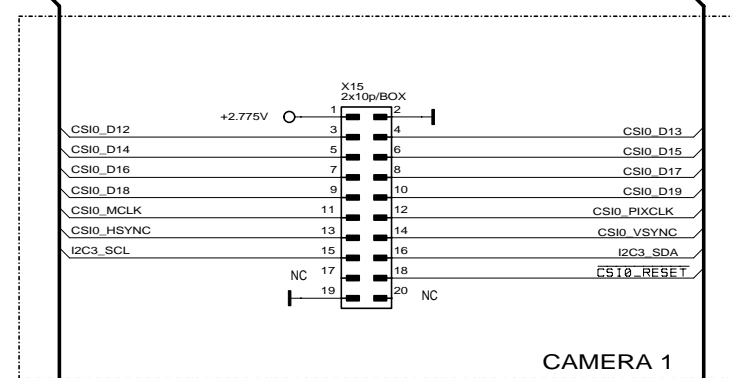 X15
2x10p/BOX
+2.775V 1 2
CSI0_D12 3 4 CSI0_D13
CSI0_D14 5 6 CSI0_D15
CSI0_D16 7 8 CSI0_D17
CSI0_D18 9 10 CSI0_D19
CSI0_MCLK 11 12 CSI0_PIXCLK
CSI0_HSYNC 13 14 CSI0_VSYNC
I2C3_SCL 15 16 I2C3_SDA
NC 17 18 CSI0_RESET
19 20 NC
CAMERA 1